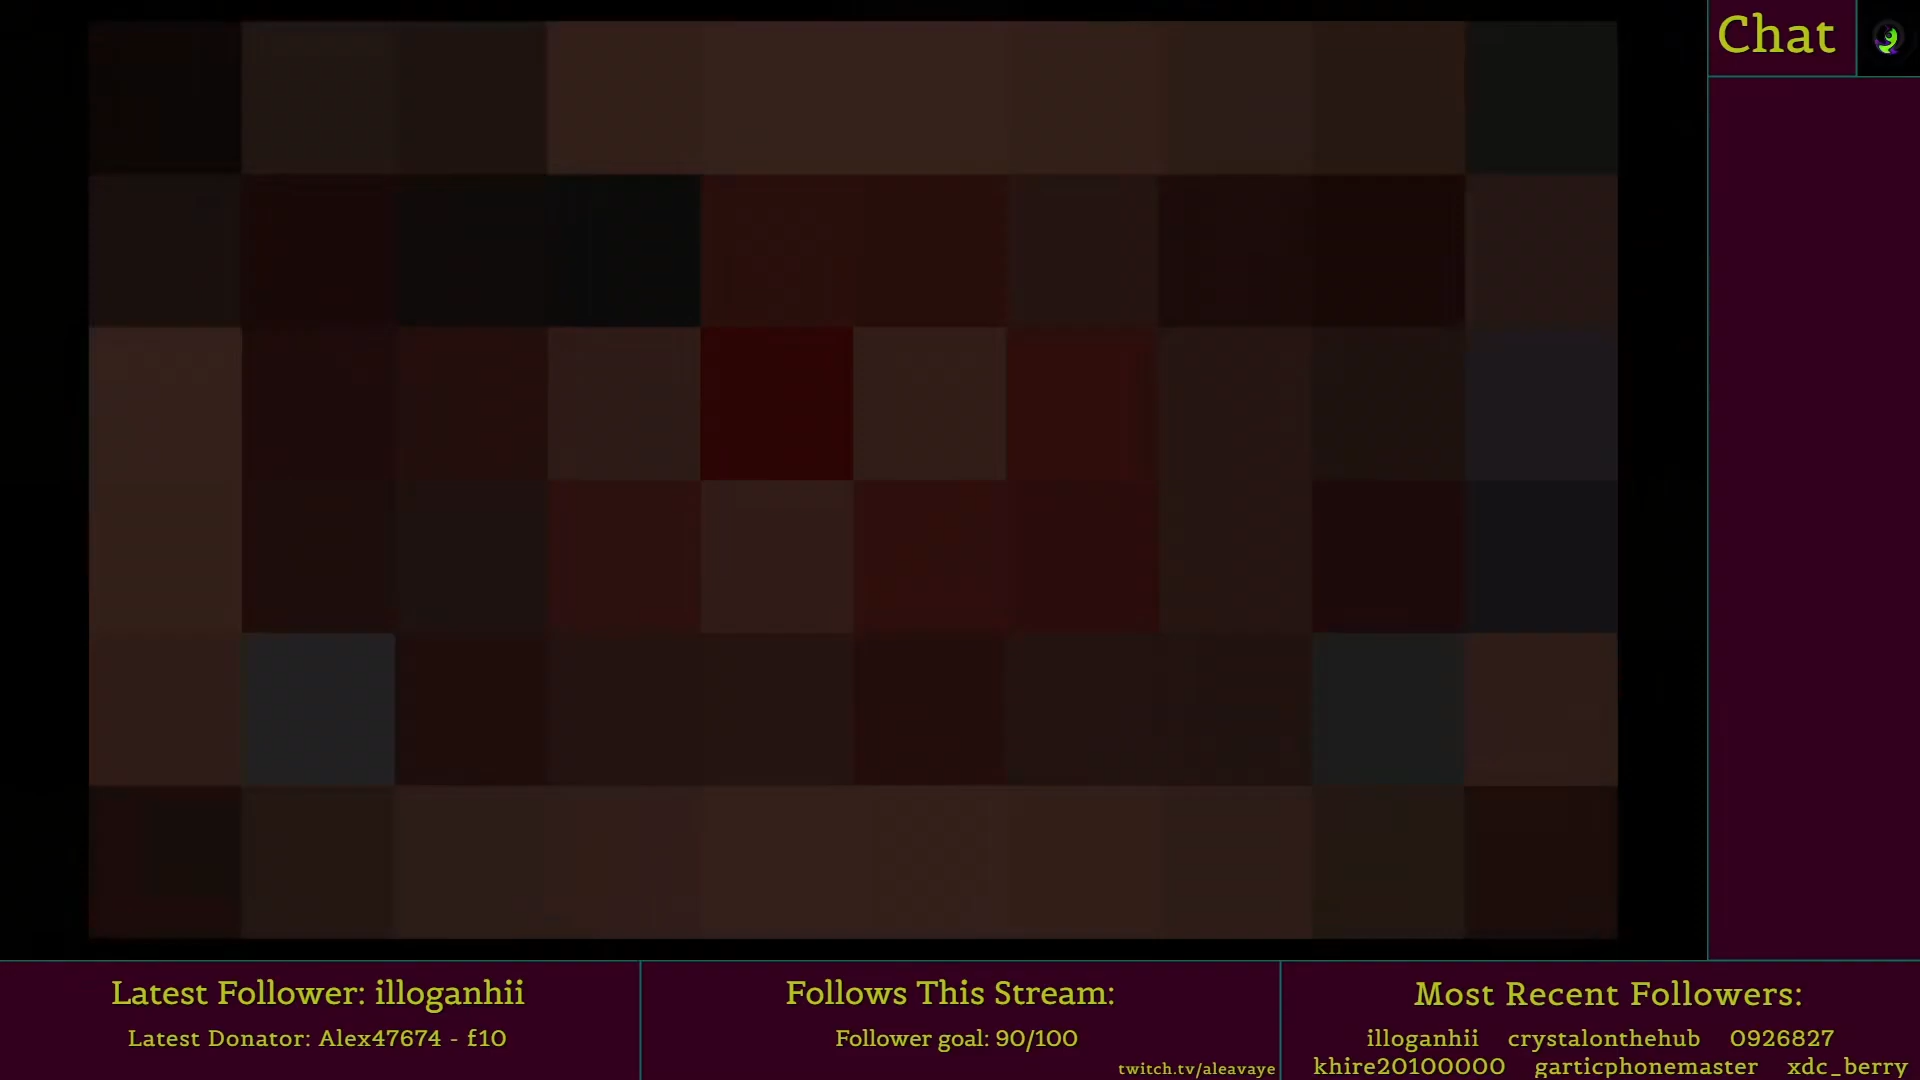 Chat
Latest Follower: illoganhii
Latest Donator: Alex47674 - £10
Follows This Stream:
Follower goal: 90/100
twitch.tv/aleavaye
Most Recent Followers:
illoganhii crystalonthehub 0926827
khire20100000 garticphonemaster xdc_berry